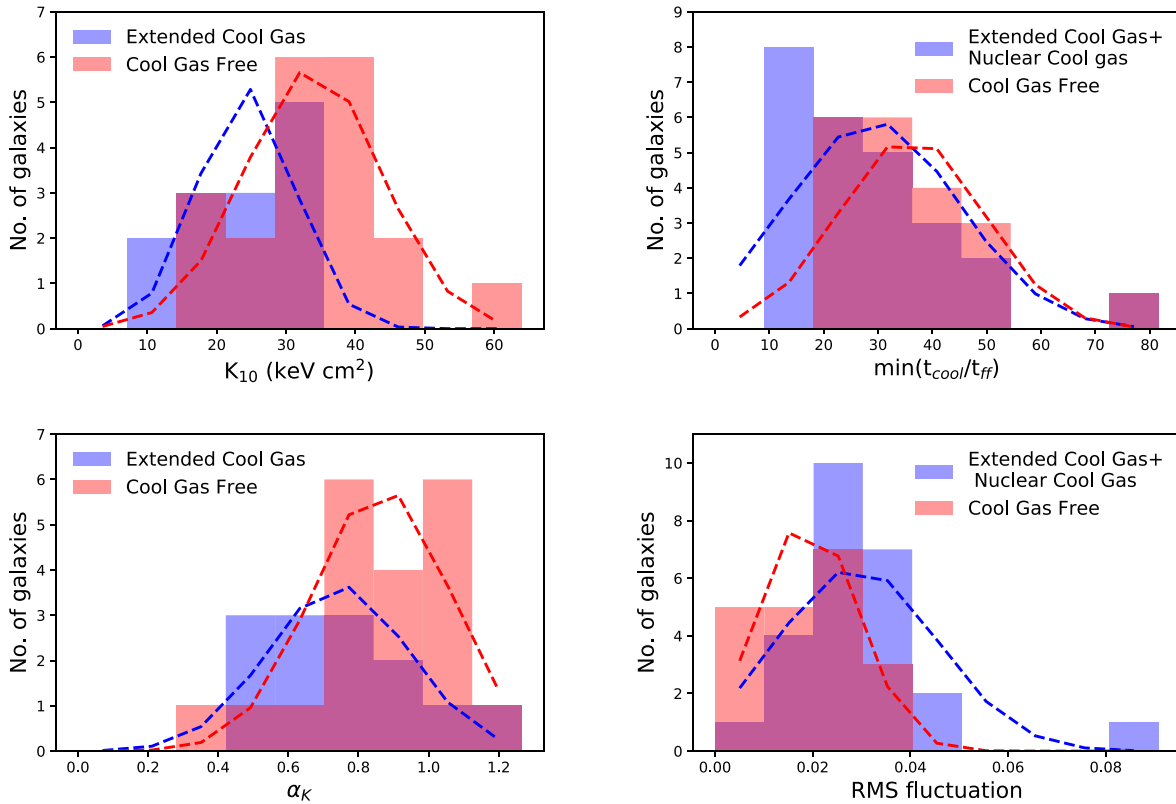 7
6
5
4
3
2
1
0
No. of galaxies
Extended Cool Gas
Cool Gas Free
0 10 20 30 40 50 60
K₁₀ (keV cm²)
9
8
7
6
5
4
3
2
1
0
No. of galaxies
Extended Cool Gas+
Nuclear Cool gas
Cool Gas Free
0 10 20 30 40 50 60 70 80
min(t_cool/t_ff)
7
6
5
4
3
2
1
0
No. of galaxies
Extended Cool Gas
Cool Gas Free
0.0 0.2 0.4 0.6 0.8 1.0 1.2
α_K
10
8
6
4
2
0
No. of galaxies
Extended Cool Gas+
Nuclear Cool Gas
Cool Gas Free
0.00 0.02 0.04 0.06 0.08
RMS fluctuation